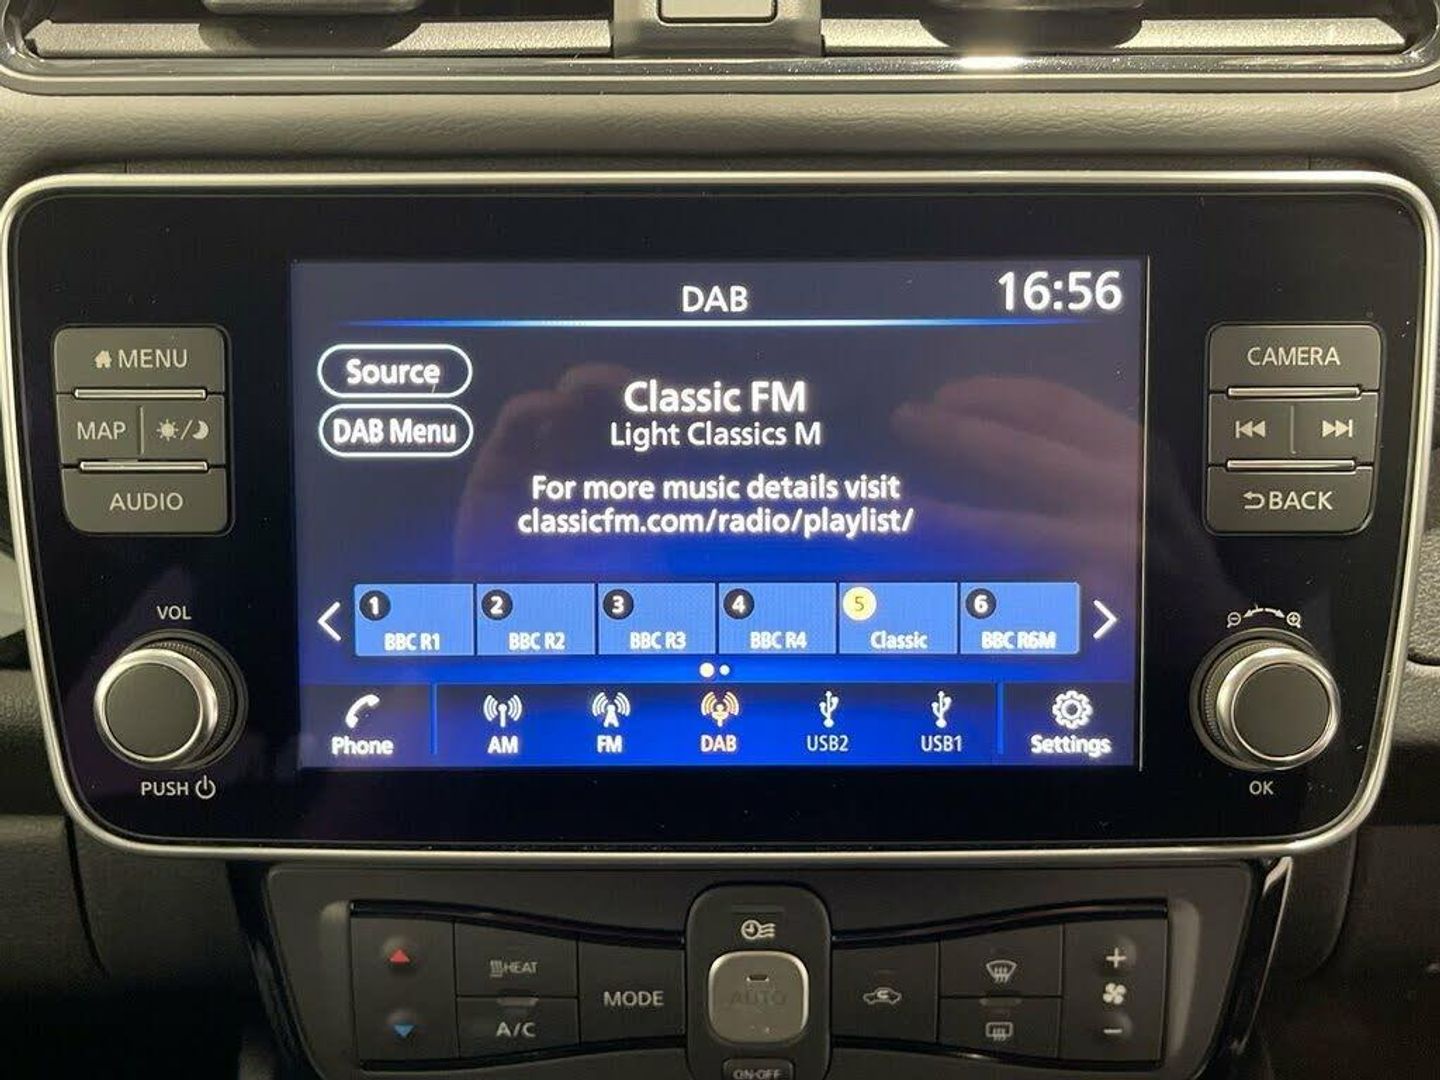 DAB
16:56
MENU
MAP
AUDIO
VOL
PUSH
Source
DAB Menu
Classic FM
Light Classics M
For more music details visit
classicfm.com/radio/playlist/
1 BBC R1
2 BBC R2
3 BBC R3
4 BBC R4
5 Classic
6 BBC R6M
Phone
AM
FM
DAB
USB2
USB1
Settings
CAMERA
BACK
OK
HEAT
A/C
MODE
AUTO
ON·OFF